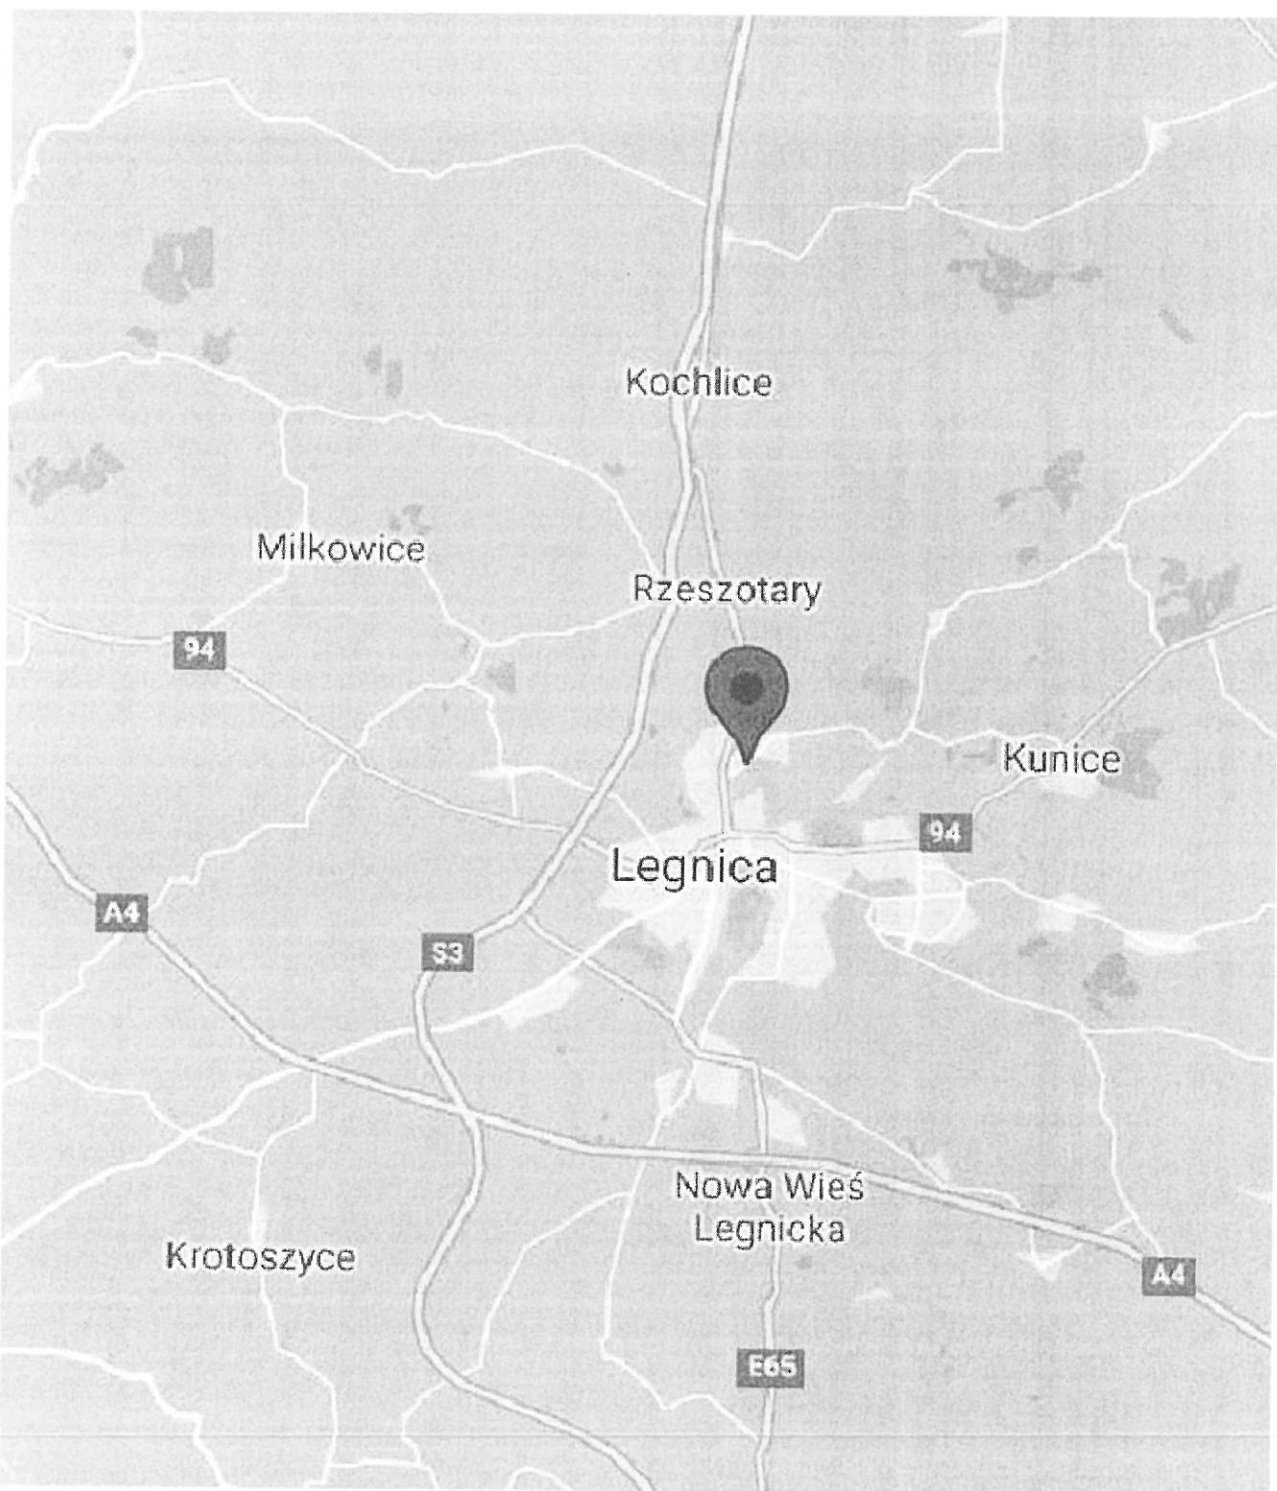 Kochlice
Miłkowice
Rzeszotary
94
Kunice
94
Legnica
A4
S3
Nowa Wieś
Legnicka
Krotoszyce
A4
E65